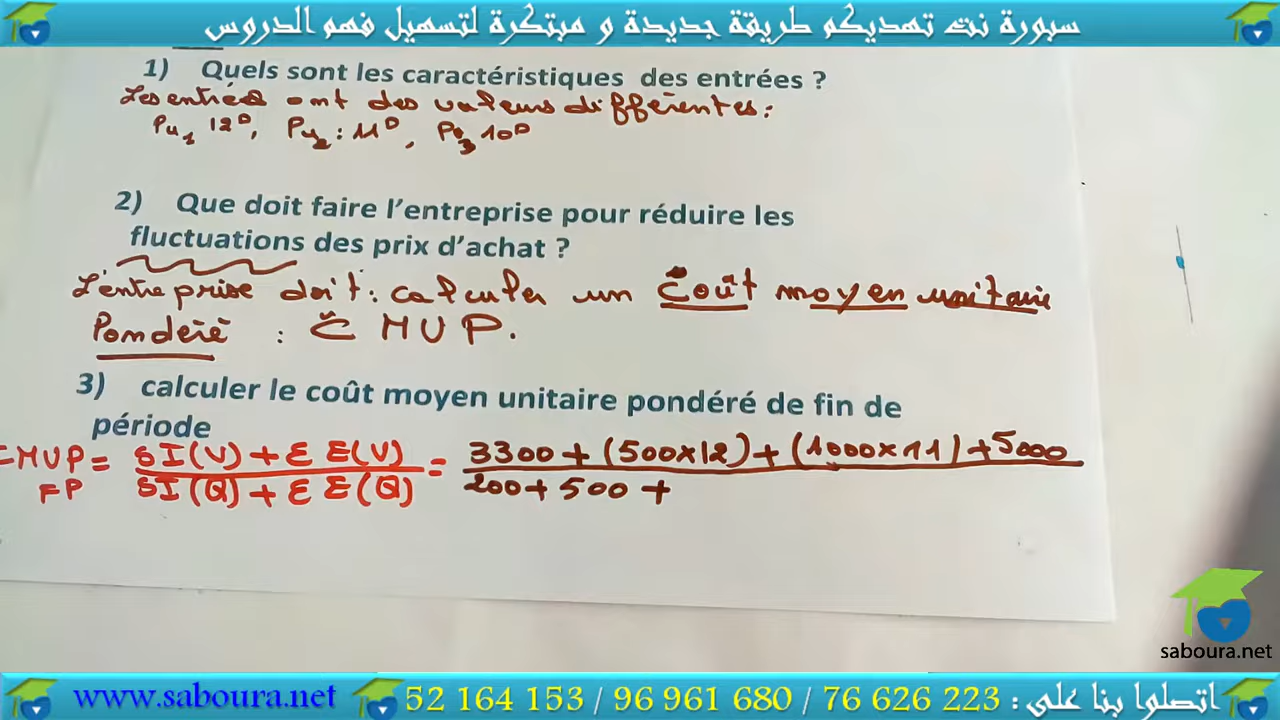 سبورة نت تهديكم طريقة جديدة و مبتكرة لتسهيل فهم الدروس
1) Quels sont les caractéristiques des entrées ?
Les entrées ont des valeurs différentes :
Pu1 12D, Pu2 : 11D, Pu3 10D
2) Que doit faire l'entreprise pour réduire les
fluctuations des prix d'achat ?
L'entreprise doit : calculer un Coût moyen unitaire
Pondéré : CMUP.
3) calculer le coût moyen unitaire pondéré de fin de
période
CMUP FP = SI(V) + Ɛ E(V) / SI(Q) + Ɛ E(Q) = 3300 + (500x12) + (1000x11) + 5000 / 200 + 500 +
saboura.net
www.saboura.net 52 164 153 / 96 961 680 / 76 626 223 : اتصلوا بنا على